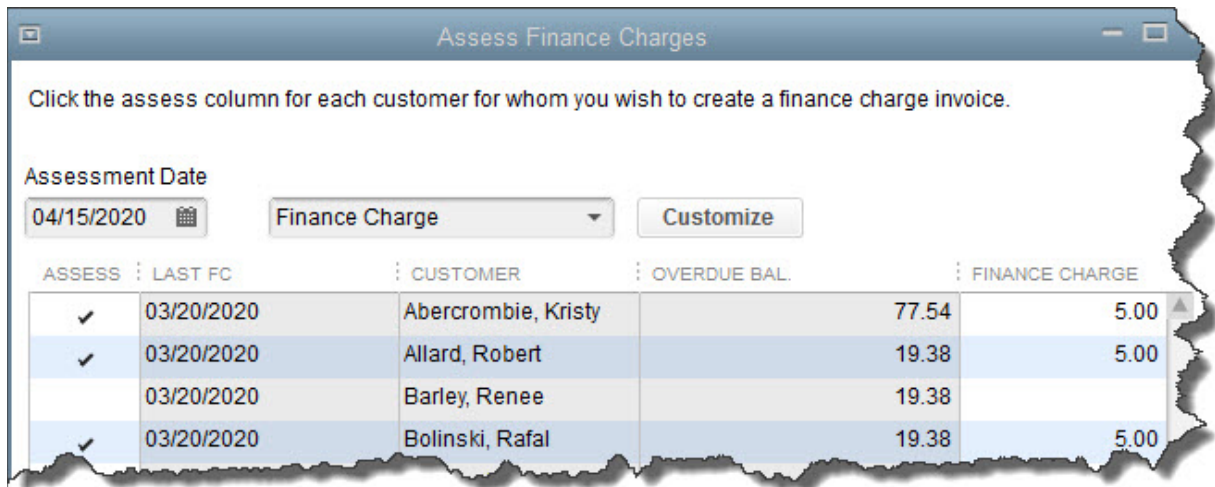 Assess Finance Charges
Click the assess column for each customer for whom you wish to create a finance charge invoice.
Assessment Date
04/15/2020 Finance Charge Customize
ASSESS LAST FC CUSTOMER OVERDUE BAL. FINANCE CHARGE
03/20/2020 Abercrombie, Kristy 77.54 5.00
03/20/2020 Allard, Robert 19.38 5.00
03/20/2020 Barley, Renee 19.38
03/20/2020 Bolinski, Rafal 19.38 5.00